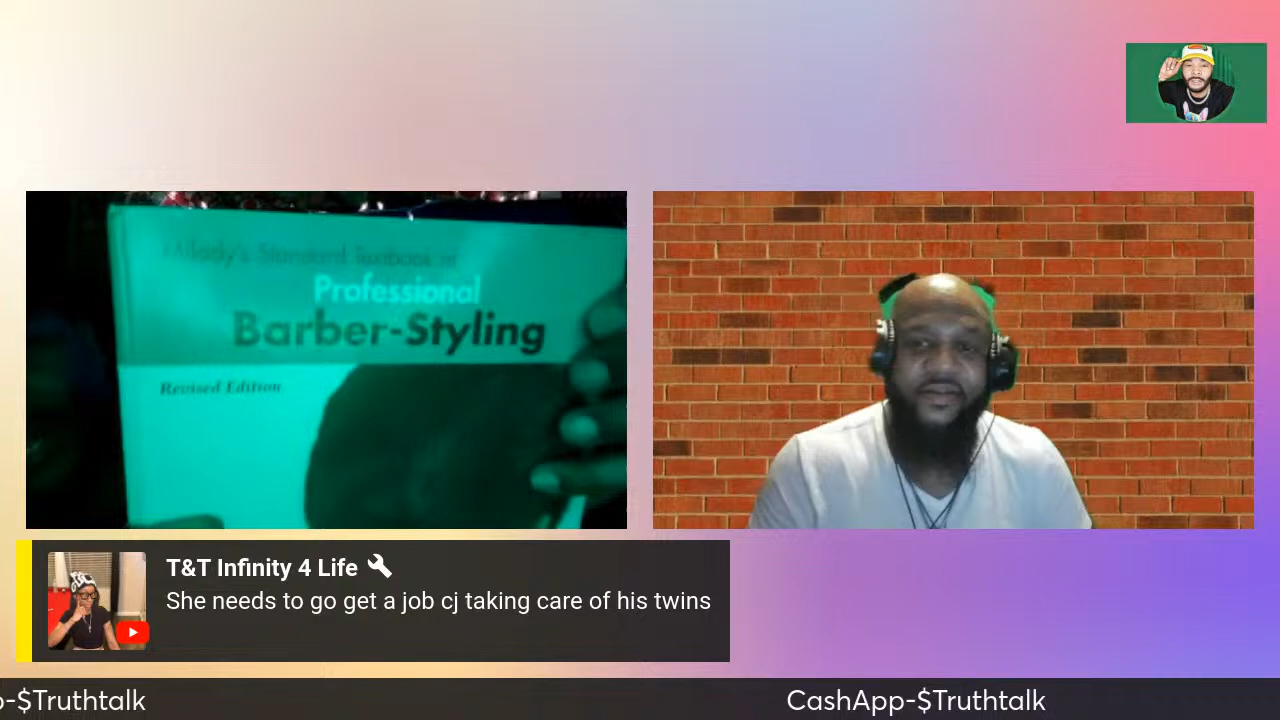 Milady's Standard Textbook of
Professional
Barber-Styling
Revised Edition
T&T Infinity 4 Life
She needs to go get a job cj taking care of his twins
-$Truthtalk
CashApp-$Truthtalk